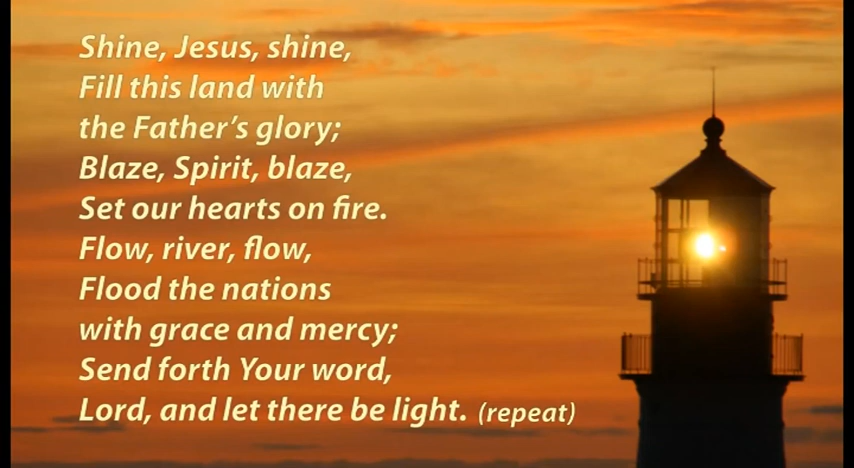 Shine, Jesus, shine,
Fill this land with
the Father's glory;
Blaze, Spirit, blaze,
Set our hearts on fire.
Flow, river, flow,
Flood the nations
with grace and mercy;
Send forth Your word,
Lord, and let there be light. (repeat)